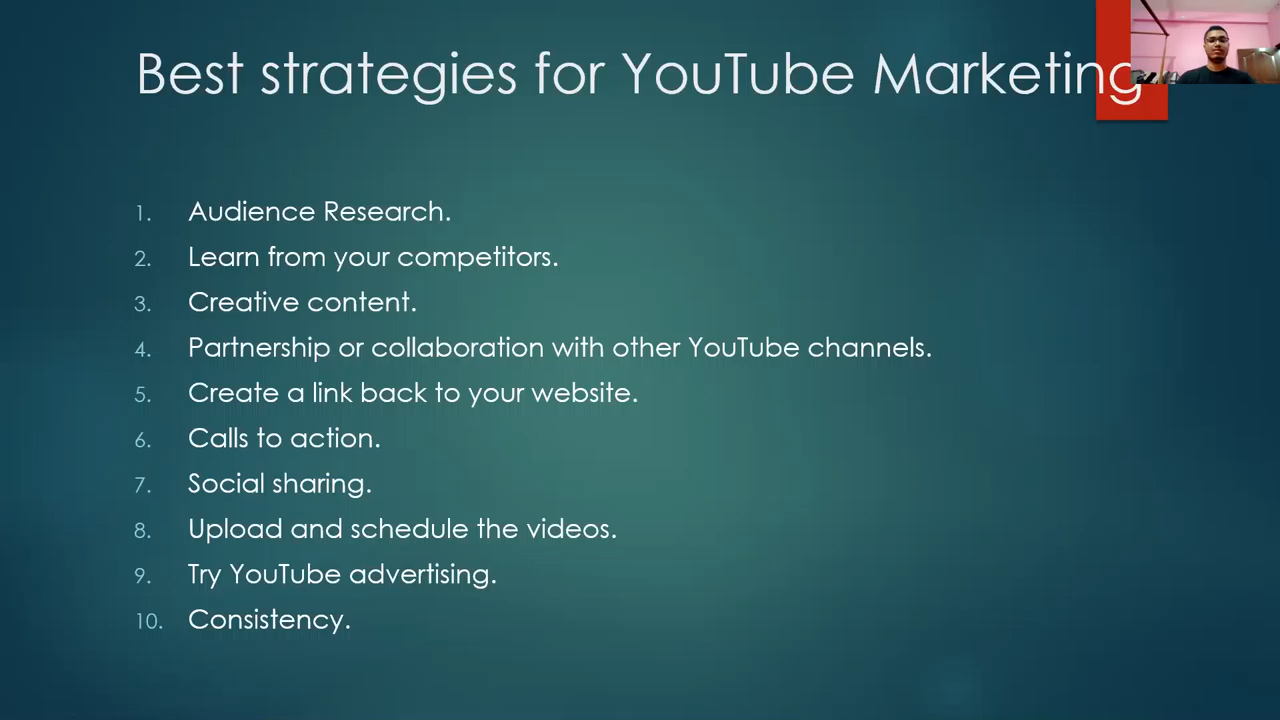 Best strategies for YouTube Marketing
1. Audience Research.
2. Learn from your competitors.
3. Creative content.
4. Partnership or collaboration with other YouTube channels.
5. Create a link back to your website.
6. Calls to action.
7. Social sharing.
8. Upload and schedule the videos.
9. Try YouTube advertising.
10. Consistency.